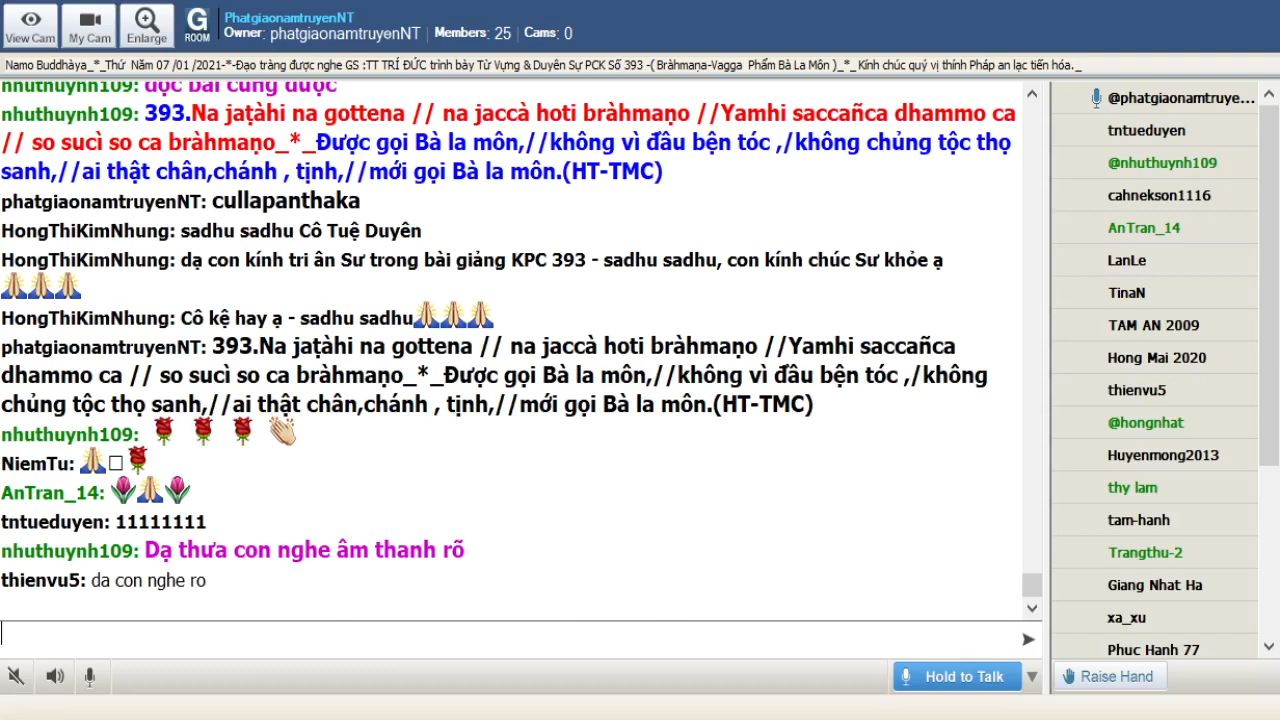 PhatgiaonamtruyenNT
View Cam
My Cam
Enlarge
G ROOM
Owner: phatgiaonamtruyenNT | Members: 25 | Cams: 0
Namo Buddhàya_*_Thứ Năm 07 /01 /2021-*-Đạo tràng được nghe GS :TT TRÍ ĐỨC trình bày Từ Vựng & Duyên Sự PCK Số 393 -( Bràhmaṇa-Vagga Phẩm Bà La Môn )_*_ Kính chúc quý vị thính Pháp an lạc tiến hóa._
nhuthuynh109: đọc bài cũng được
nhuthuynh109: 393.Na jaṭàhi na gottena // na jaccà hoti bràhmaṇo //Yamhi saccañca dhammo ca
// so sucì so ca bràhmaṇo_*_Được gọi Bà la môn,//không vì đầu bện tóc ,/không chủng tộc thọ
sanh,//ai thật chân,chánh , tịnh,//mới gọi Bà la môn.(HT-TMC)
phatgiaonamtruyenNT: cullapanthaka
HongThiKimNhung: sadhu sadhu Cô Tuệ Duyên
HongThiKimNhung: dạ con kính tri ân Sư trong bài giảng KPC 393 - sadhu sadhu, con kính chúc Sư khỏe ạ
🙏🙏🙏
HongThiKimNhung: Cô kệ hay ạ - sadhu sadhu🙏🙏🙏
phatgiaonamtruyenNT: 393.Na jaṭàhi na gottena // na jaccà hoti bràhmaṇo //Yamhi saccañca
dhammo ca // so sucì so ca bràhmaṇo_*_Được gọi Bà la môn,//không vì đầu bện tóc ,/không
chủng tộc thọ sanh,//ai thật chân,chánh , tịnh,//mới gọi Bà la môn.(HT-TMC)
nhuthuynh109: 🌹 🌹 🌹 👏
NiemTu: 🙏□🌹
AnTran_14: 🌷🙏🌷
tntueduyen: 11111111
nhuthuynh109: Dạ thưa con nghe âm thanh rõ
thienvu5: da con nghe ro
Hold to Talk
@phatgiaonamtruye...
tntueduyen
@nhuthuynh109
cahnekson1116
AnTran_14
LanLe
TinaN
TAM AN 2009
Hong Mai 2020
thienvu5
@hongnhat
Huyenmong2013
thy lam
tam-hanh
Trangthu-2
Giang Nhat Ha
xa_xu
Phuc Hanh 77
Raise Hand